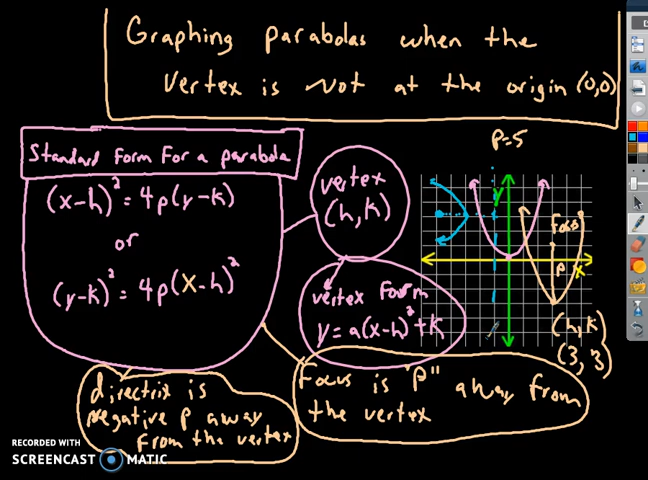 Graphing parabolas when the
vertex is not at the origin (0,0)
P=5
Standard Form For a parabola
(x-h)² = 4p(y-k)
or
(y-k)² = 4p(x-h)²
vertex
(h, k)
vertex form
y = a(x-h)² + k
Y
X
Focus
P
(h, k)
(3, 3)
directrix is
negative p away
from the vertex
Focus is P" away from
the vertex
RECORDED WITH
SCREENCAST MATIC